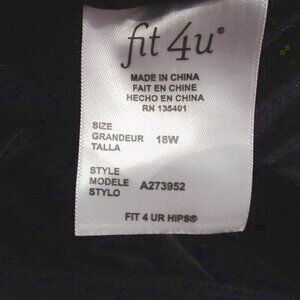 fit 4u®
MADE IN CHINA
FAIT EN CHINE
HECHO EN CHINA
RN 135401
SIZE
GRANDEUR 18W
TALLA
STYLE
MODELE A273952
STYLO
FIT 4 UR HIPS®